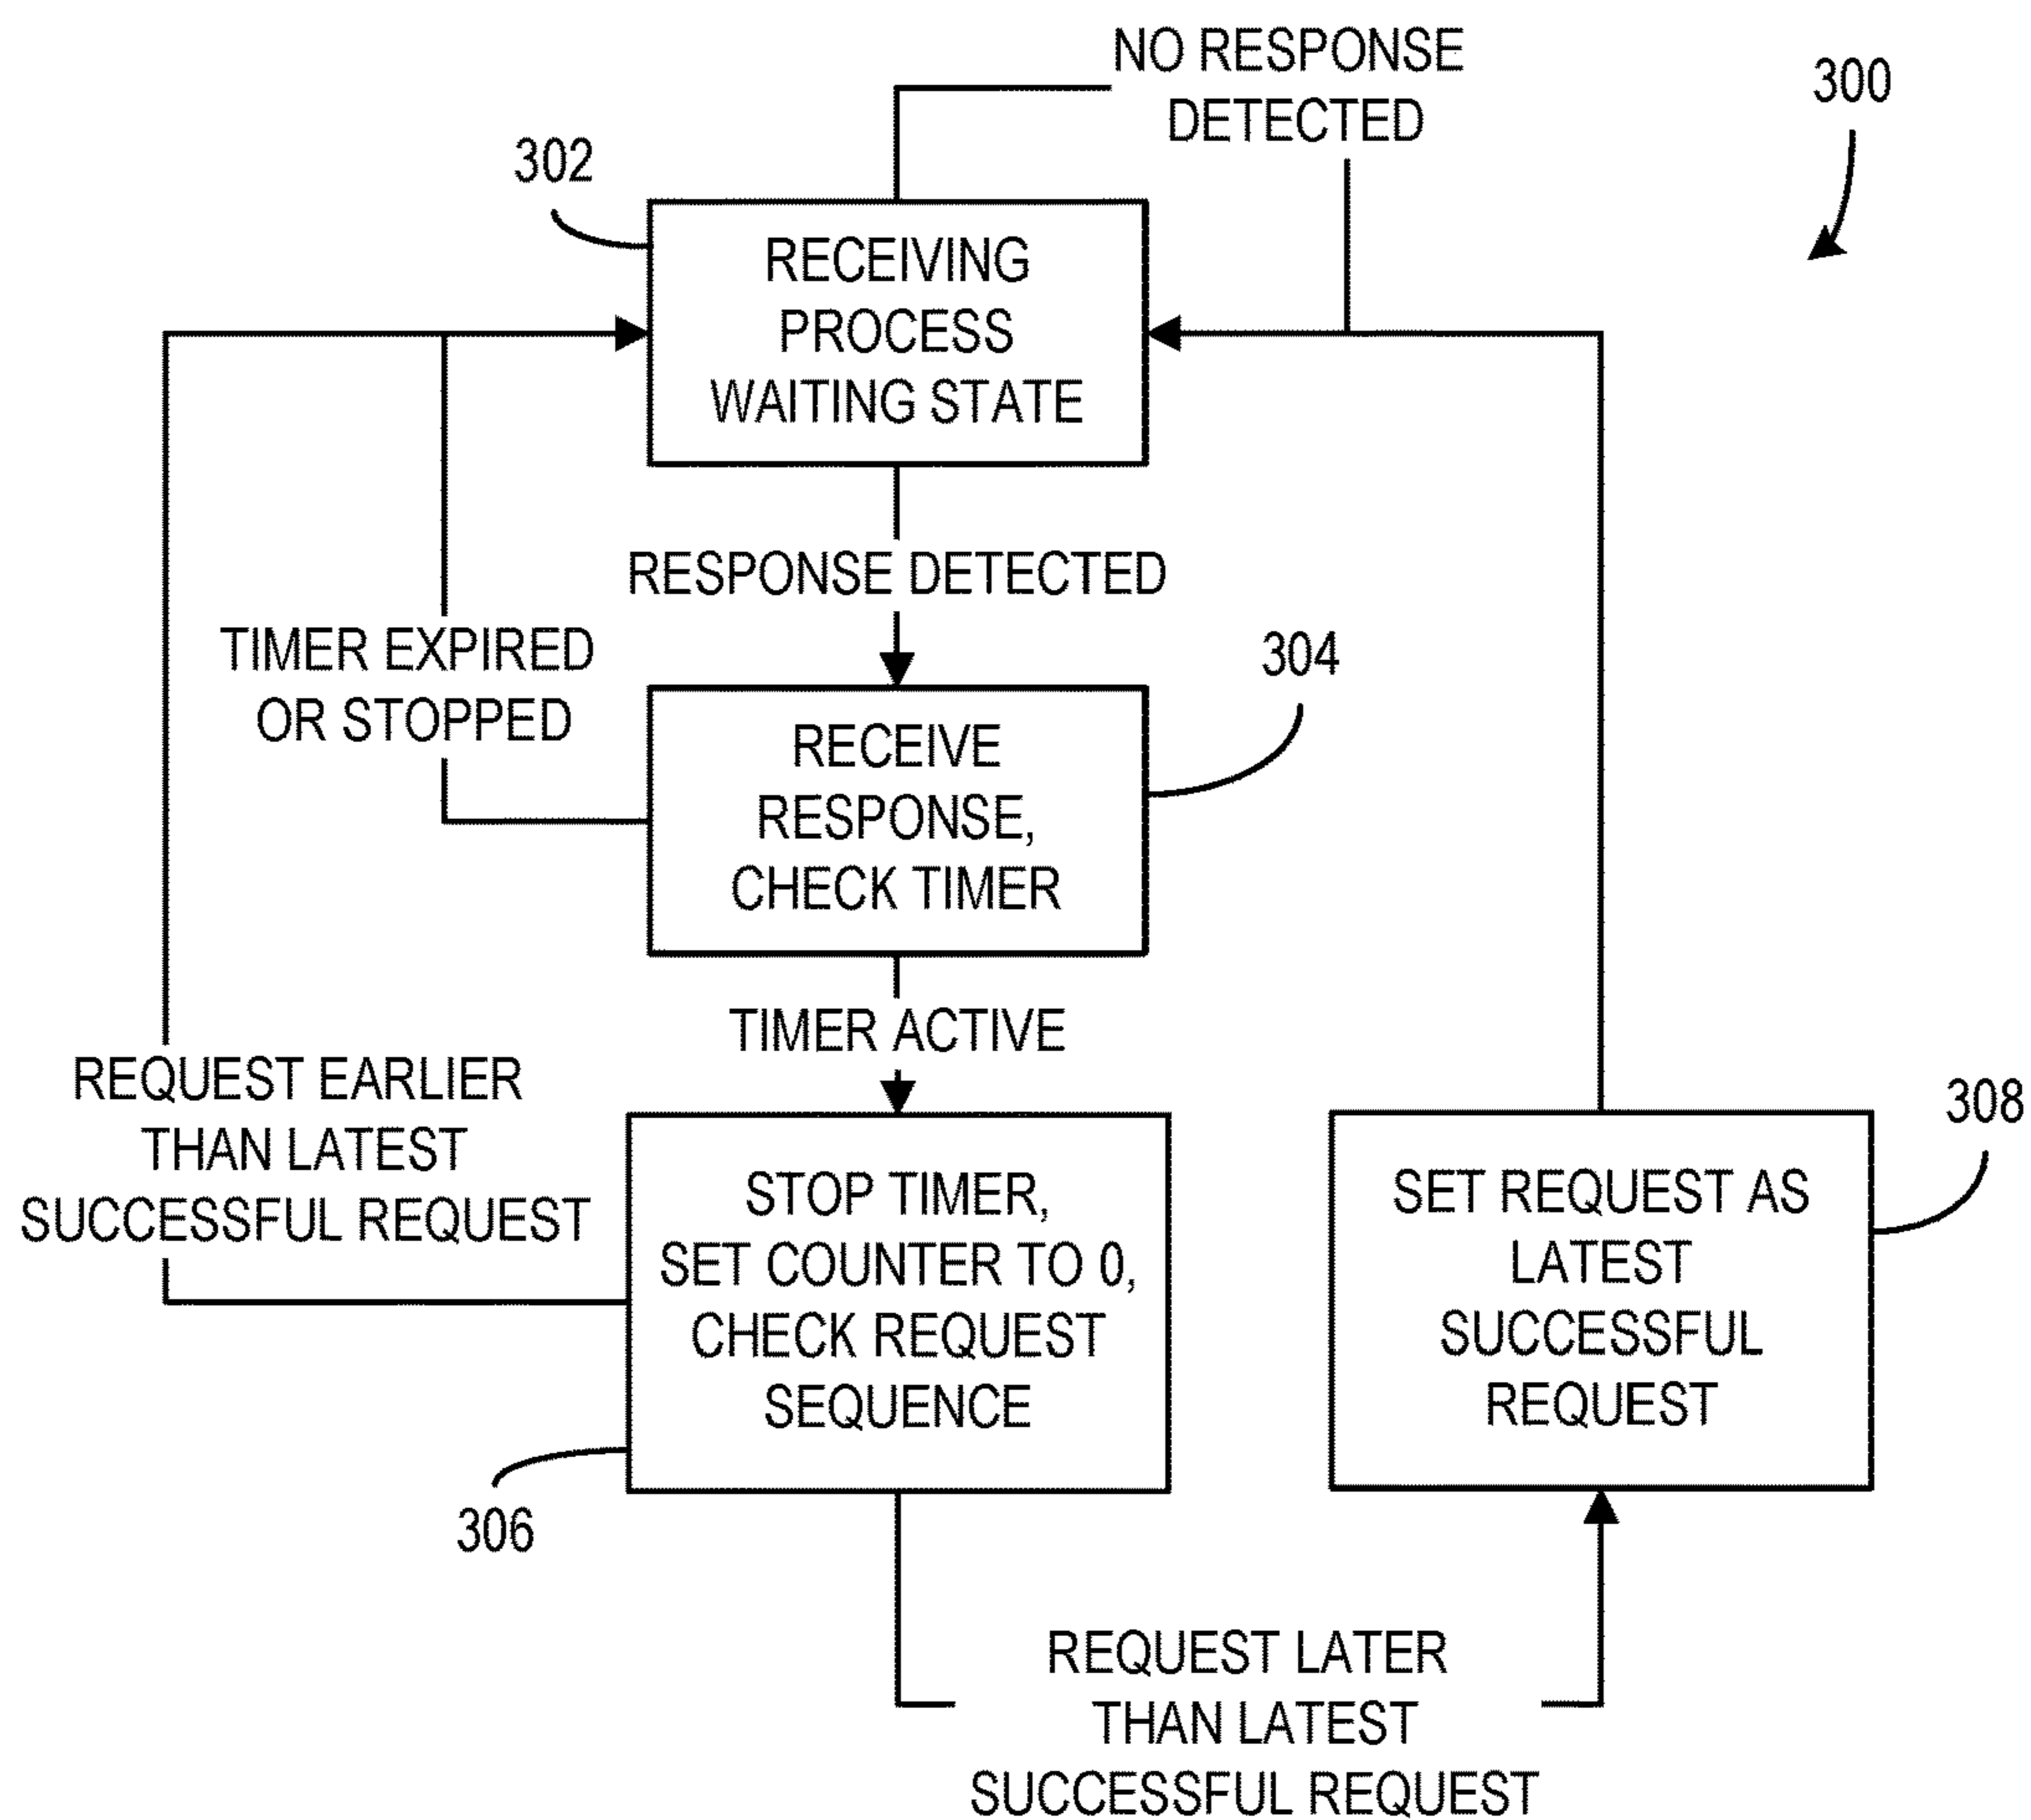 NO RESPONSE
DETECTED
300
302
RECEIVING
PROCESS
WAITING STATE
RESPONSE DETECTED
TIMER EXPIRED
OR STOPPED
304
RECEIVE
RESPONSE,
CHECK TIMER
TIMER ACTIVE
REQUEST EARLIER
THAN LATEST
SUCCESSFUL REQUEST
308
STOP TIMER,
SET COUNTER TO 0,
CHECK REQUEST
SEQUENCE
SET REQUEST AS
LATEST
SUCCESSFUL
REQUEST
306
REQUEST LATER
THAN LATEST
SUCCESSFUL REQUEST